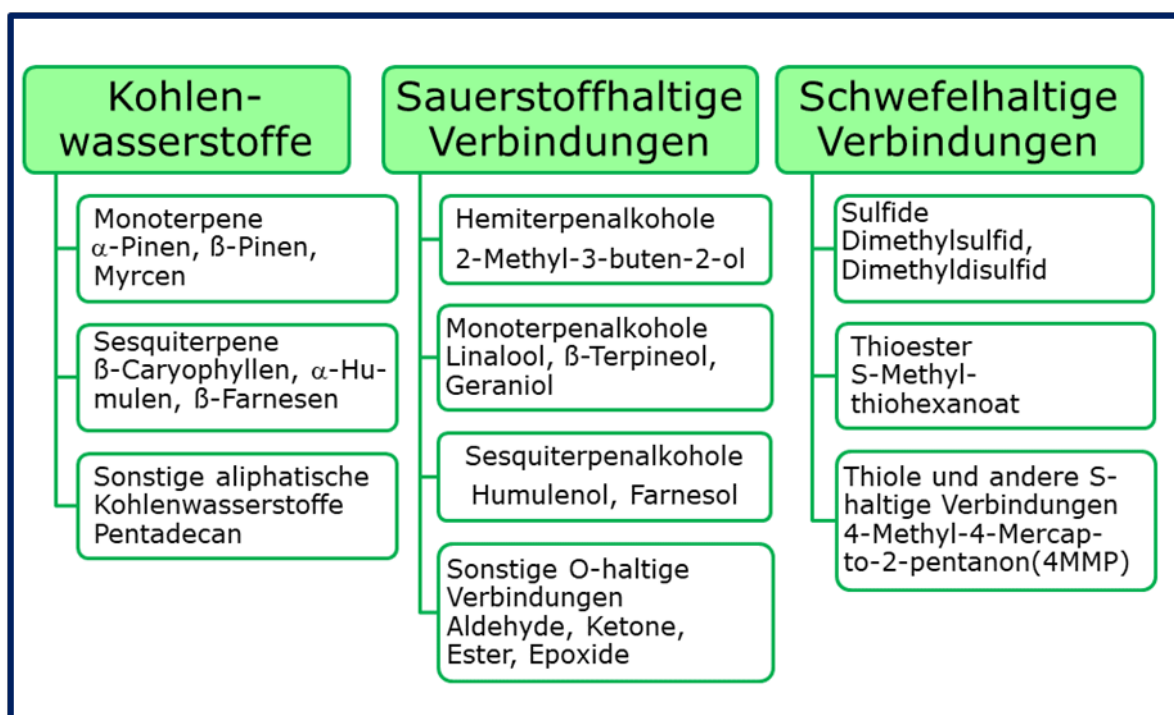 Kohlen-
wasserstoffe
Monoterpene
α-Pinen, ß-Pinen,
Myrcen
Sesquiterpene
ß-Caryophyllen, α-Hu-
mulen, ß-Farnesen
Sonstige aliphatische
Kohlenwasserstoffe
Pentadecan
Sauerstoffhaltige
Verbindungen
Hemiterpenalkohole
2-Methyl-3-buten-2-ol
Monoterpenalkohole
Linalool, ß-Terpineol,
Geraniol
Sesquiterpenalkohole
Humulenol, Farnesol
Sonstige O-haltige
Verbindungen
Aldehyde, Ketone,
Ester, Epoxide
Schwefelhaltige
Verbindungen
Sulfide
Dimethylsulfid,
Dimethyldisulfid
Thioester
S-Methyl-
thiohexanoat
Thiole und andere S-
haltige Verbindungen
4-Methyl-4-Mercap-
to-2-pentanon(4MMP)